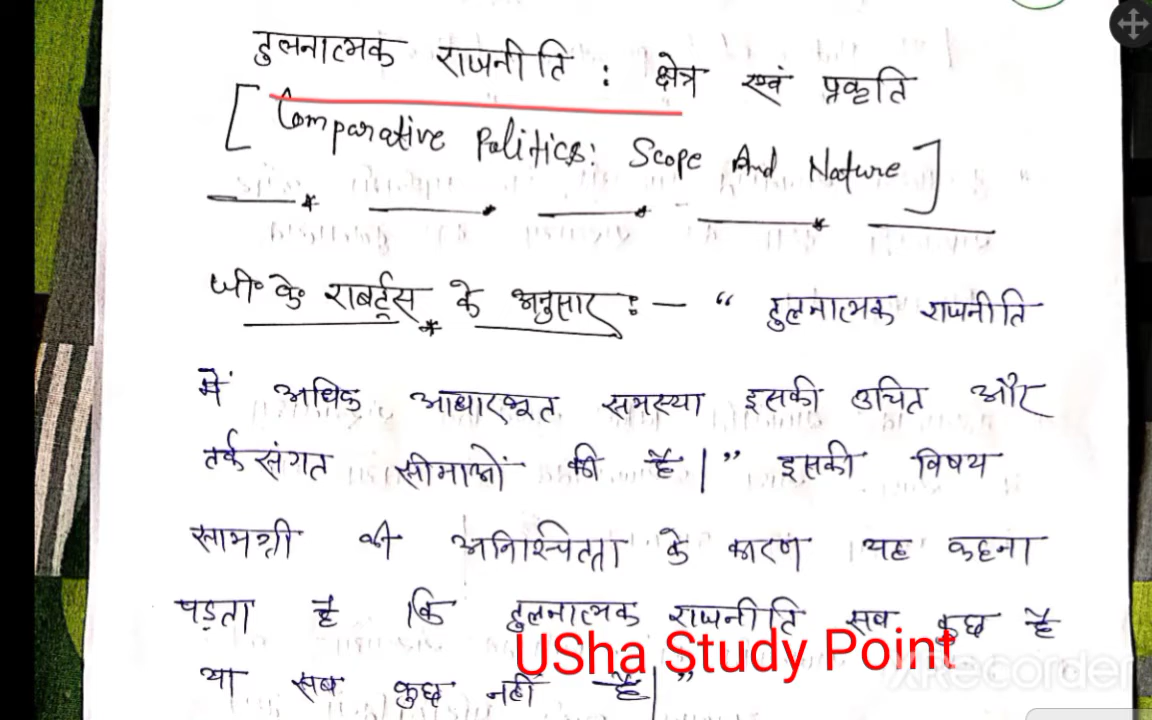 तुलनात्मक राजनीति : क्षेत्र एवं प्रकृति
[ Comparative Politics: Scope And Nature ]
जी॰ के॰ राबर्ट्स के अनुसार :— “ तुलनात्मक राजनीति
में अधिक आधारभूत समस्या इसकी उचित और
तर्कसंगत सीमाओं की है। ” इसकी विषय
सामग्री की अनिश्चितता के कारण यह कहना
पड़ता है कि तुलनात्मक राजनीति सब कुछ है
या सब कुछ नहीं है। ”
USha Study Point
XRecorder